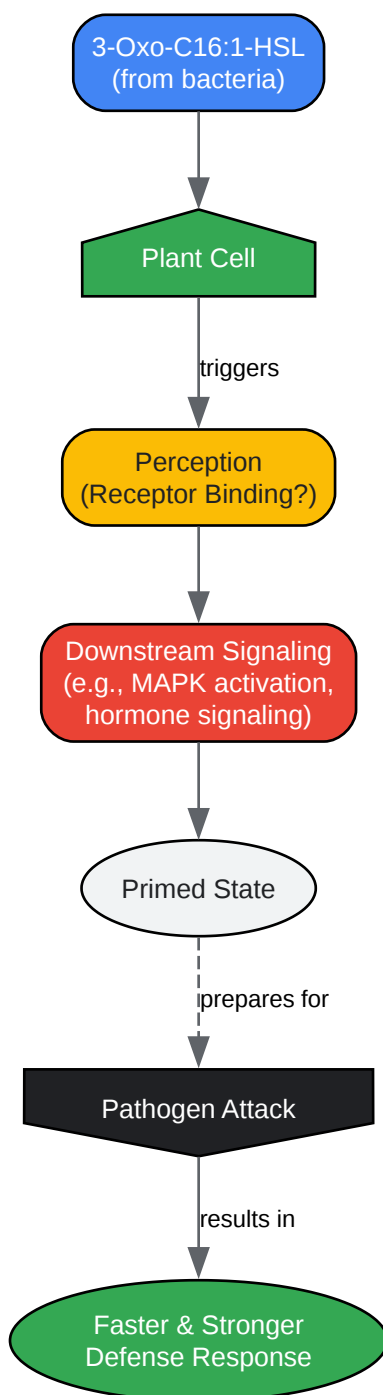 3-Oxo-C16:1-HSL
(from bacteria)
Plant Cell
triggers
Perception
(Receptor Binding?)
Downstream Signaling
(e.g., MAPK activation,
hormone signaling)
Primed State
prepares for
Pathogen Attack
results in
Faster & Stronger
Defense Response